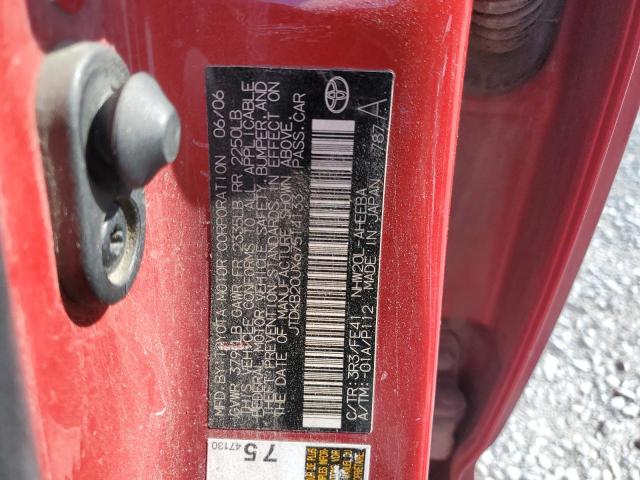 MFD BY: TOYOTA MOTOR CORPORATION 06/06
GVWR 3795LB GAWR FR 2335LB RR 2250LB
THIS VEHICLE CONFORMS TO ALL APPLICABLE
FEDERAL MOTOR VEHICLE SAFETY, BUMPER, AND
THEFT PREVENTION STANDARDS IN EFFECT ON
THE DATE OF MANUFACTURE SHOWN ABOVE.
PASS. CAR
C/TR: 3R3/FE41 NHW20L-AHEEBA
A/TM: -01A/P112 MADE IN JAPAN 787 A
75
47130